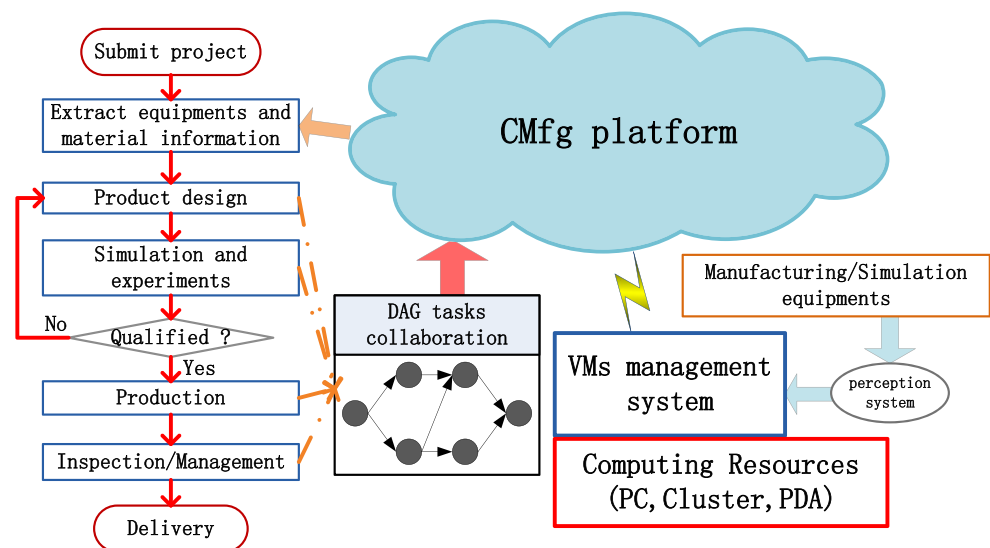 Submit project
Extract equipments and
material information
Product design
Simulation and
experiments
No
Qualified ?
Yes
Production
Inspection/Management
Delivery
CMfg platform
DAG tasks
collaboration
Manufacturing/Simulation
equipments
VMs management
system
perception
system
Computing Resources
(PC,Cluster,PDA)